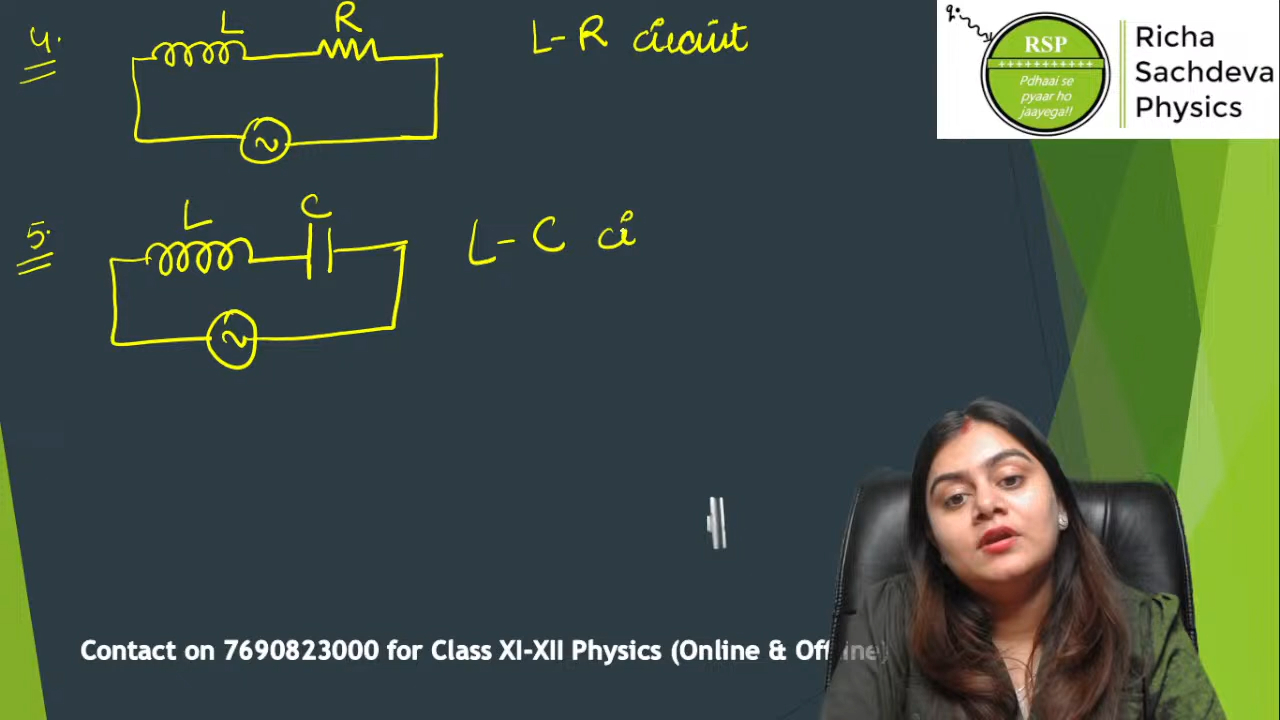 4.
L
R
L-R circuit
5.
L
C
L-C ci
RSP
Pdhaai se
pyaar ho
jaayega!!
Richa
Sachdeva
Physics
Contact on 7690823000 for Class XI-XII Physics (Online & Offline)